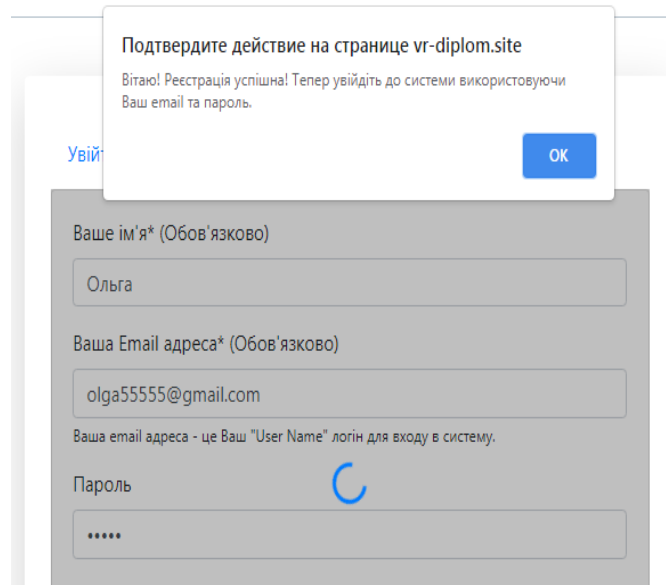 Подтвердите действие на странице vr-diplom.site
Вітаю! Реєстрація успішна! Тепер увійдіть до системи використовуючи
Ваш email та пароль.
OK
Ваше ім'я* (Обов'язково)
Ольга
Ваша Email адреса* (Обов'язково)
olga55555@gmail.com
Ваша email адреса - це Ваш "User Name" логін для входу в систему.
Пароль
•••••